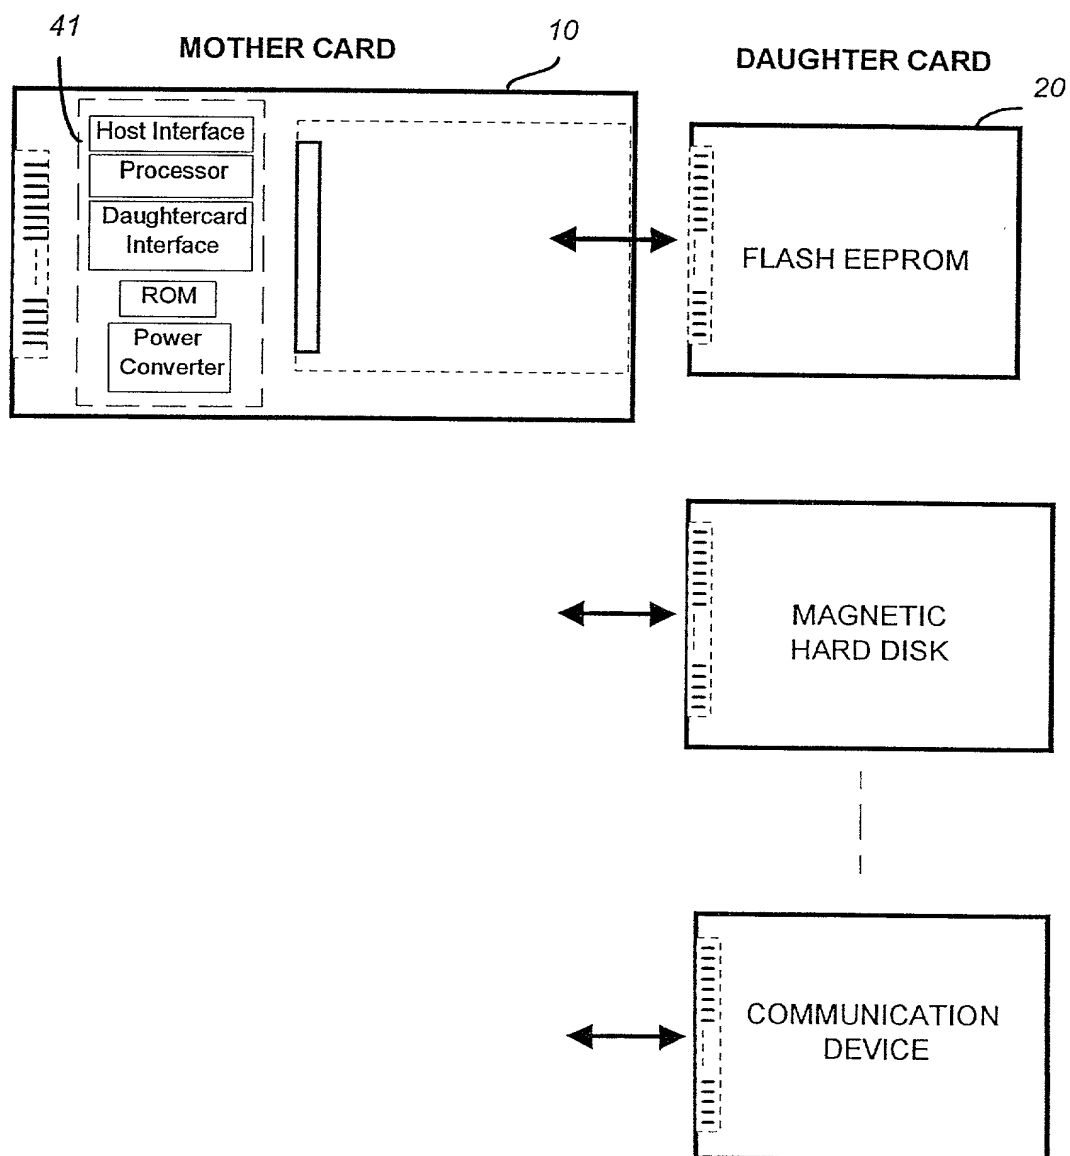 41
MOTHER CARD
10
DAUGHTER CARD
20
Host Interface
Processor
Daughtercard
Interface
ROM
Power
Converter
FLASH EEPROM
MAGNETIC
HARD DISK
COMMUNICATION
DEVICE